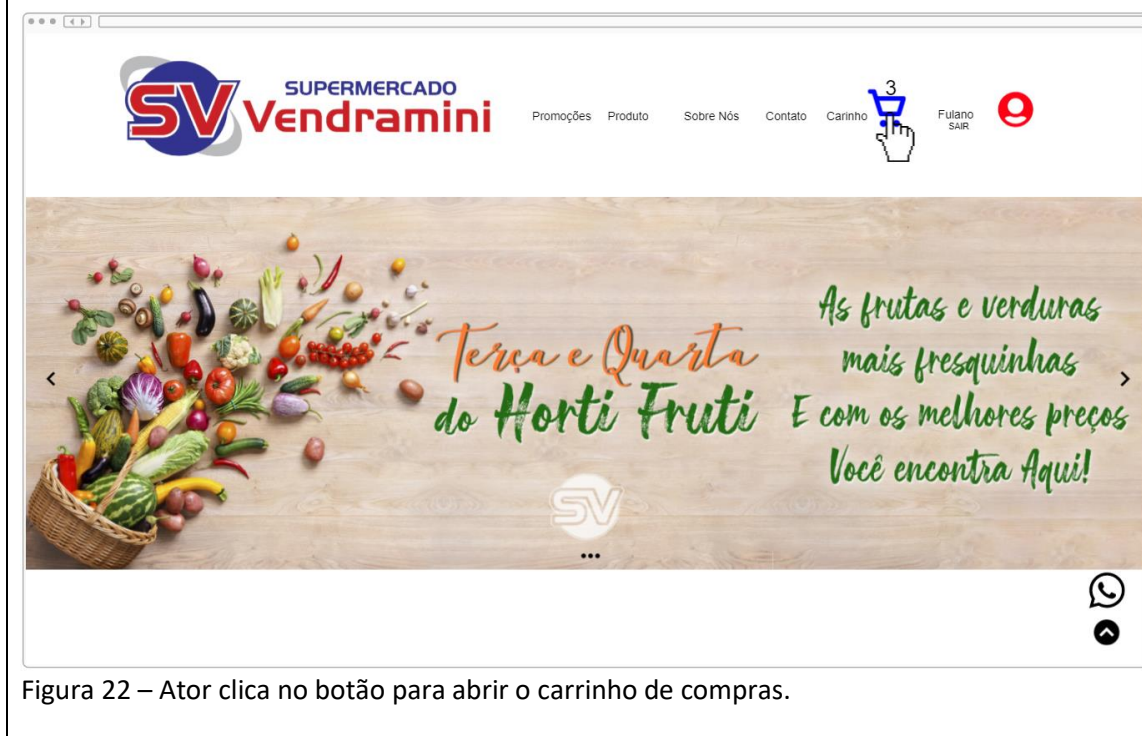 SV
SUPERMERCADO
Vendramini
Promoções Produto Sobre Nós Contato Carinho 3 Fulano
SAIR
Terça e Quarta
do Horti Fruti
As frutas e verduras
mais fresquinhas
E com os melhores preços
Você encontra Aqui!
SV
Figura 22 – Ator clica no botão para abrir o carrinho de compras.